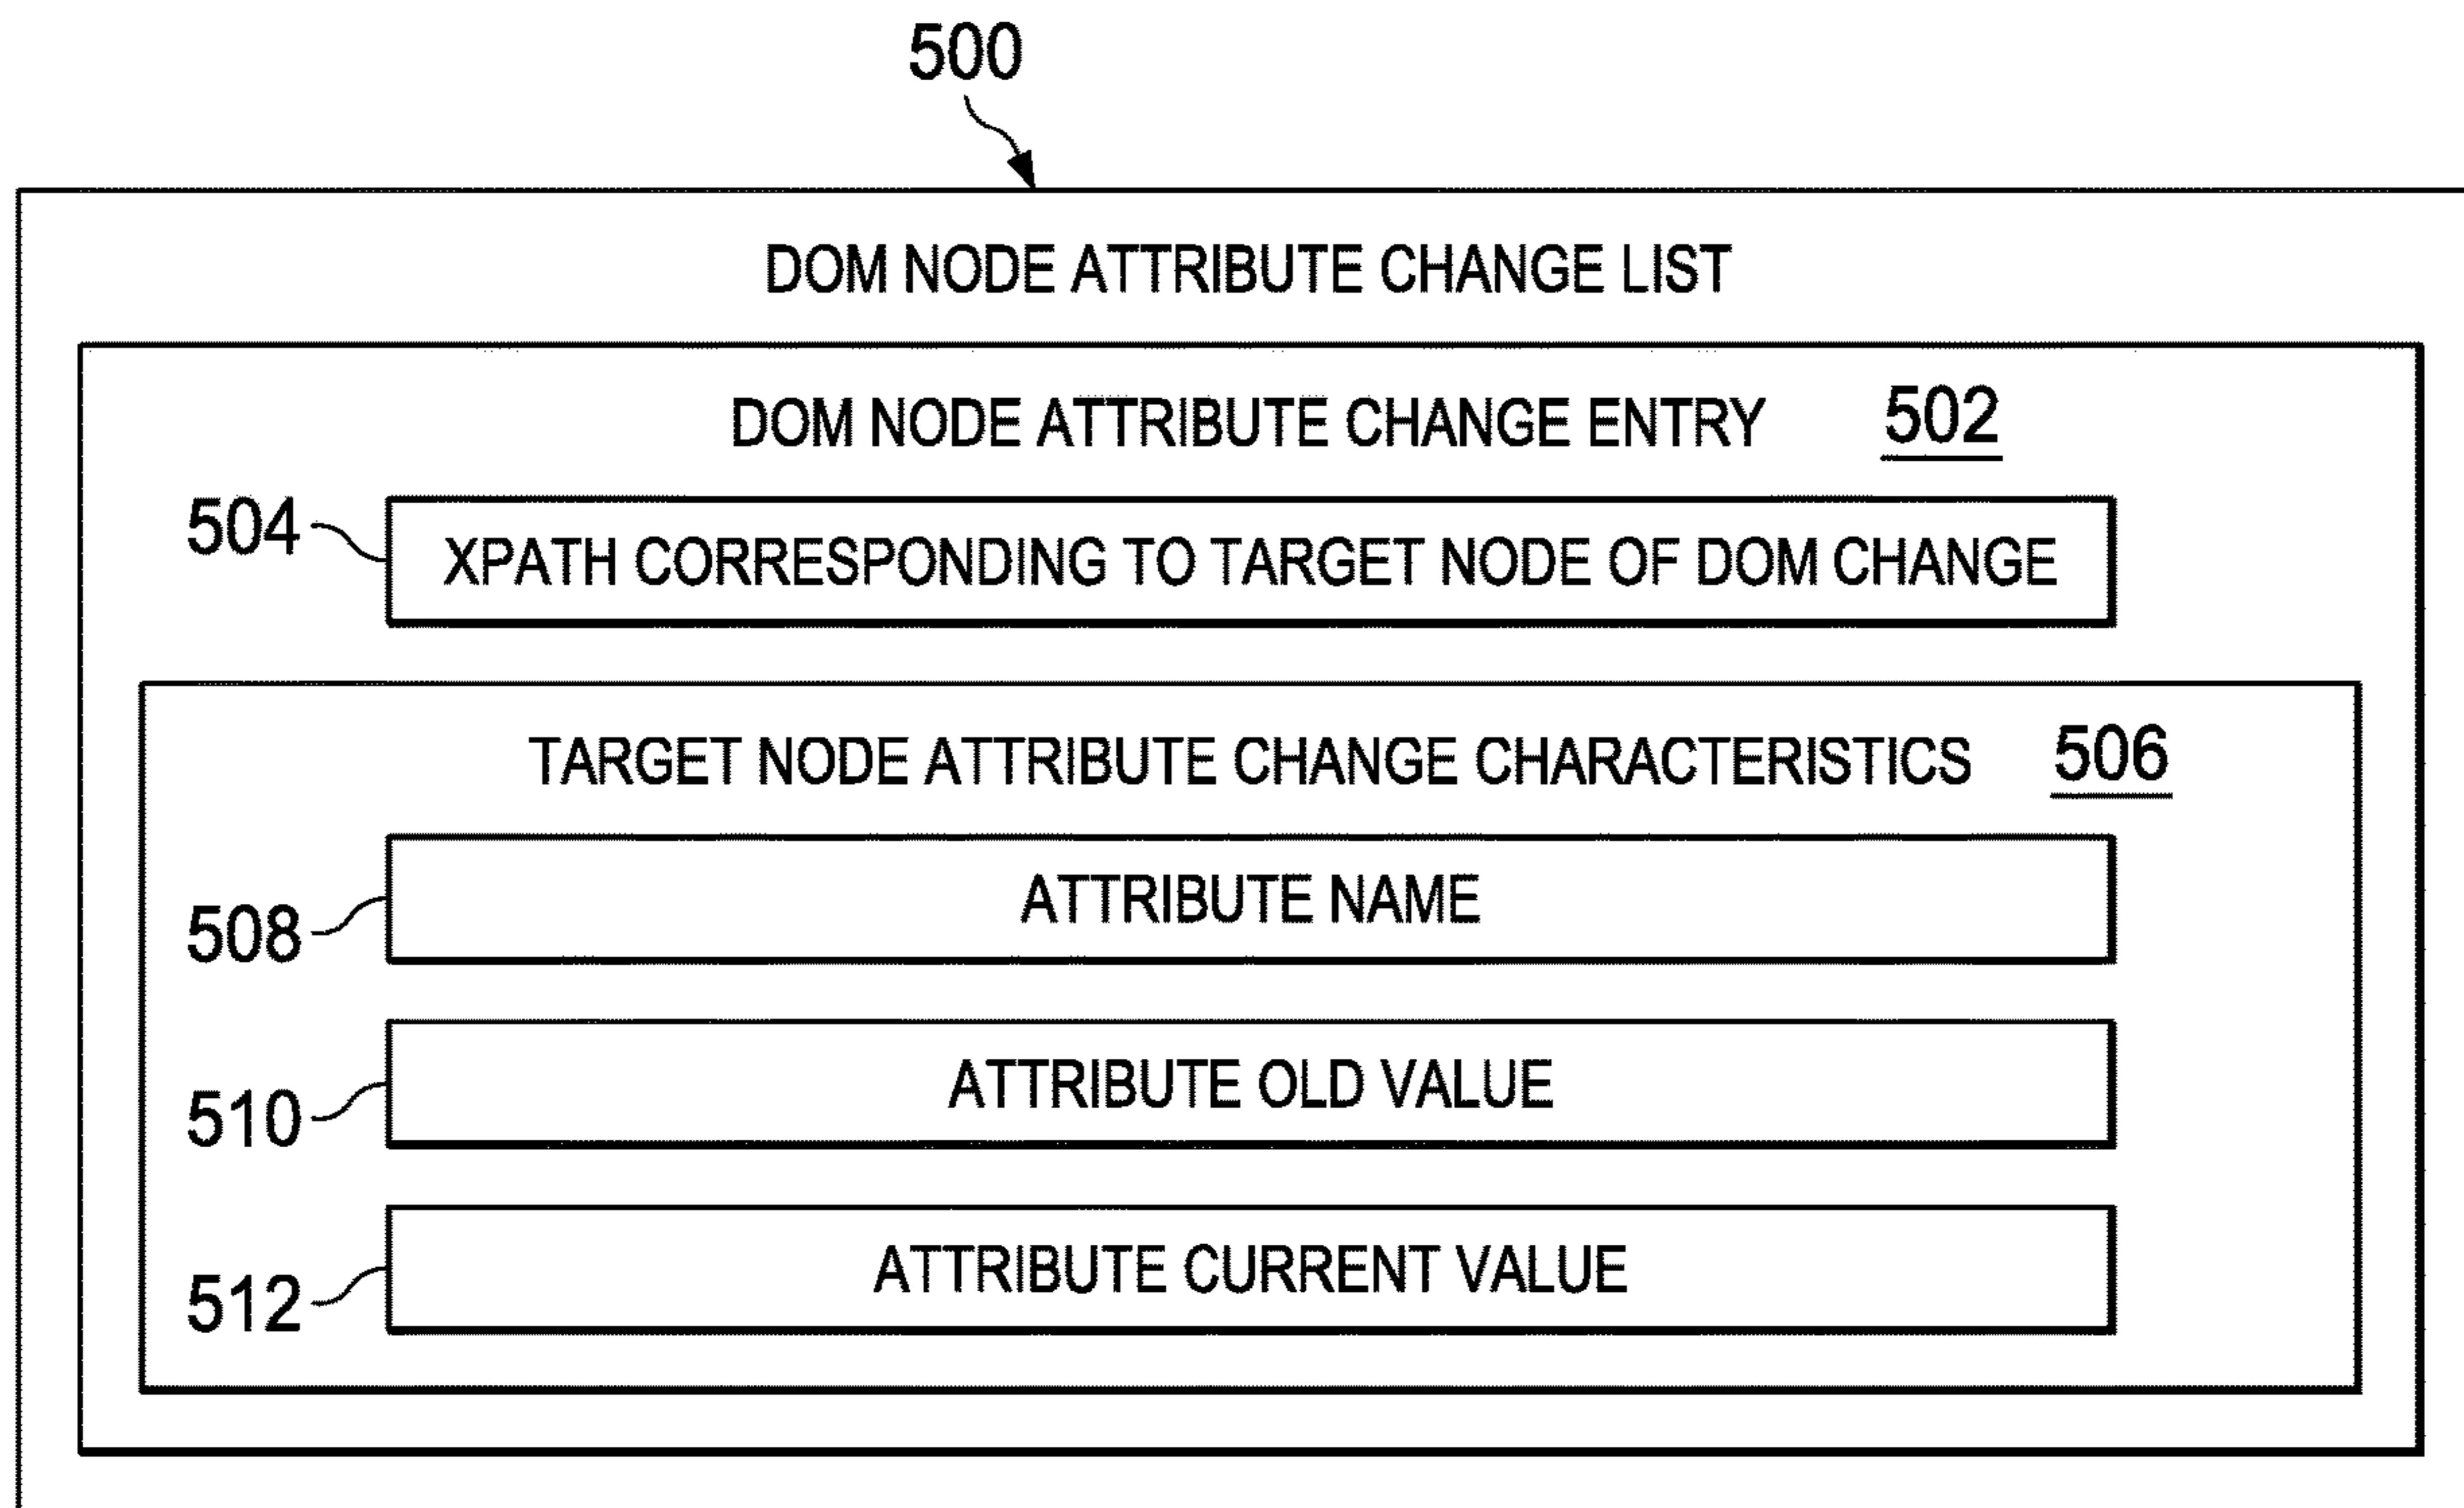 500
DOM NODE ATTRIBUTE CHANGE LIST
DOM NODE ATTRIBUTE CHANGE ENTRY 502
504 XPATH CORRESPONDING TO TARGET NODE OF DOM CHANGE
TARGET NODE ATTRIBUTE CHANGE CHARACTERISTICS 506
508 ATTRIBUTE NAME
510 ATTRIBUTE OLD VALUE
512 ATTRIBUTE CURRENT VALUE